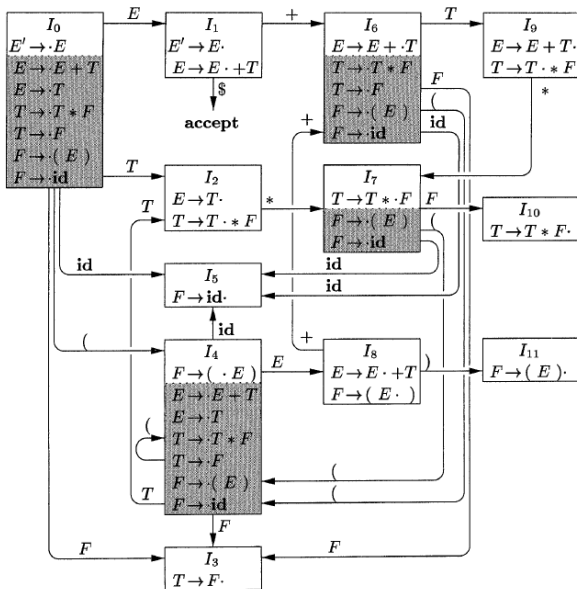 I0
E' → ·E
E → ·E + T
E → ·T
T → ·T * F
T → ·F
F → ·( E )
F → ·id
E
I1
E' → E·
E → E· + T
$
accept
+
I6
E → E + ·T
T → ·T * F
T → ·F
F → ·( E )
F → ·id
T
I9
E → E + T·
T → T· * F
*
F
(
id
+
T
I2
E → T·
T → T· * F
*
I7
T → T * ·F
F → ·( E )
F → ·id
F
I10
T → T * F·
T
(
id
id
id
I5
F → id·
id
(
I4
F → ( ·E )
E → ·E + T
E → ·T
T → ·T * F
T → ·F
F → ·( E )
F → ·id
E
+
I8
E → E· + T
F → ( E· )
)
I11
F → ( E )·
(
T
(
(
F
F
F
I3
T → F·